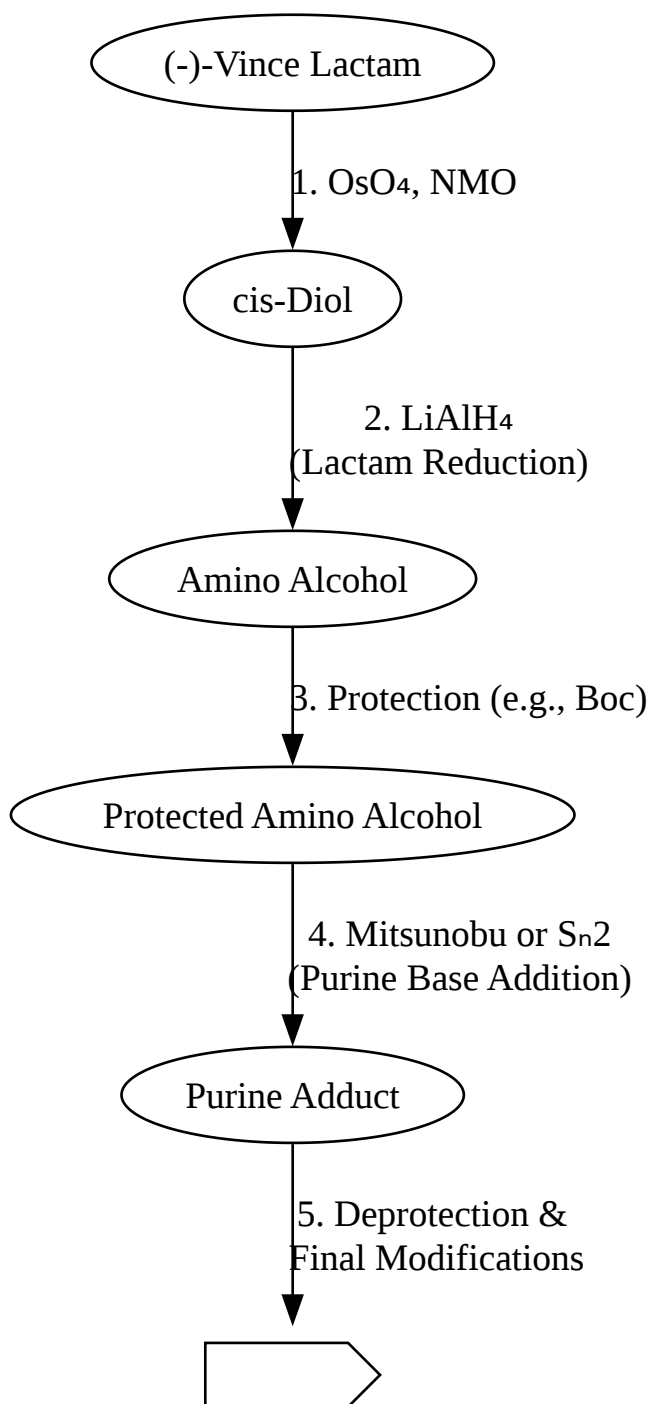 (-)-Vince Lactam
1. OsO₄, NMO
cis-Diol
2. LiAlH₄
(Lactam Reduction)
Amino Alcohol
3. Protection (e.g., Boc)
Protected Amino Alcohol
4. Mitsunobu or Sₙ2
(Purine Base Addition)
Purine Adduct
5. Deprotection &
Final Modifications